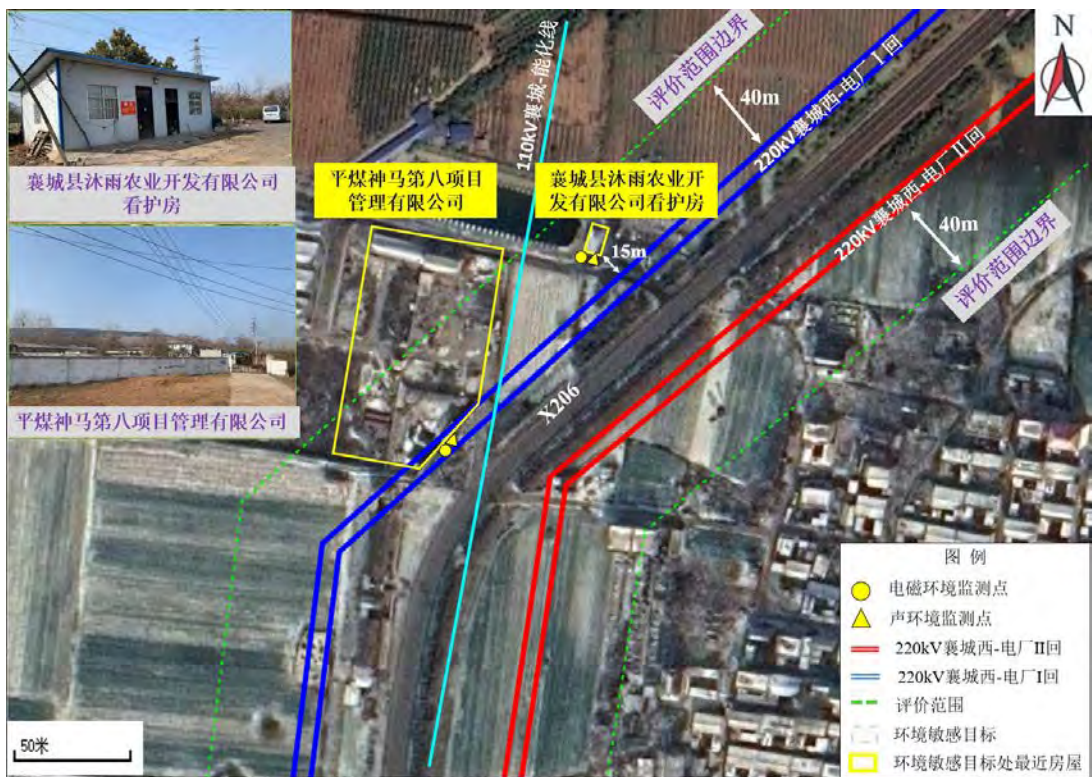 襄城县沐雨农业开发有限公司
看护房
平煤神马第八项目管理有限公司
110kV襄城-能化线
平煤神马第八项目
管理有限公司
襄城县沐雨农业开
发有限公司看护房
15m
评价范围边界
40m
220kV襄城西-电厂I回
220kV襄城西-电厂II回
40m
评价范围边界
N
X206
50米
图 例
电磁环境监测点
声环境监测点
220kV襄城西-电厂II回
220kV襄城西-电厂I回
评价范围
环境敏感目标
环境敏感目标处最近房屋